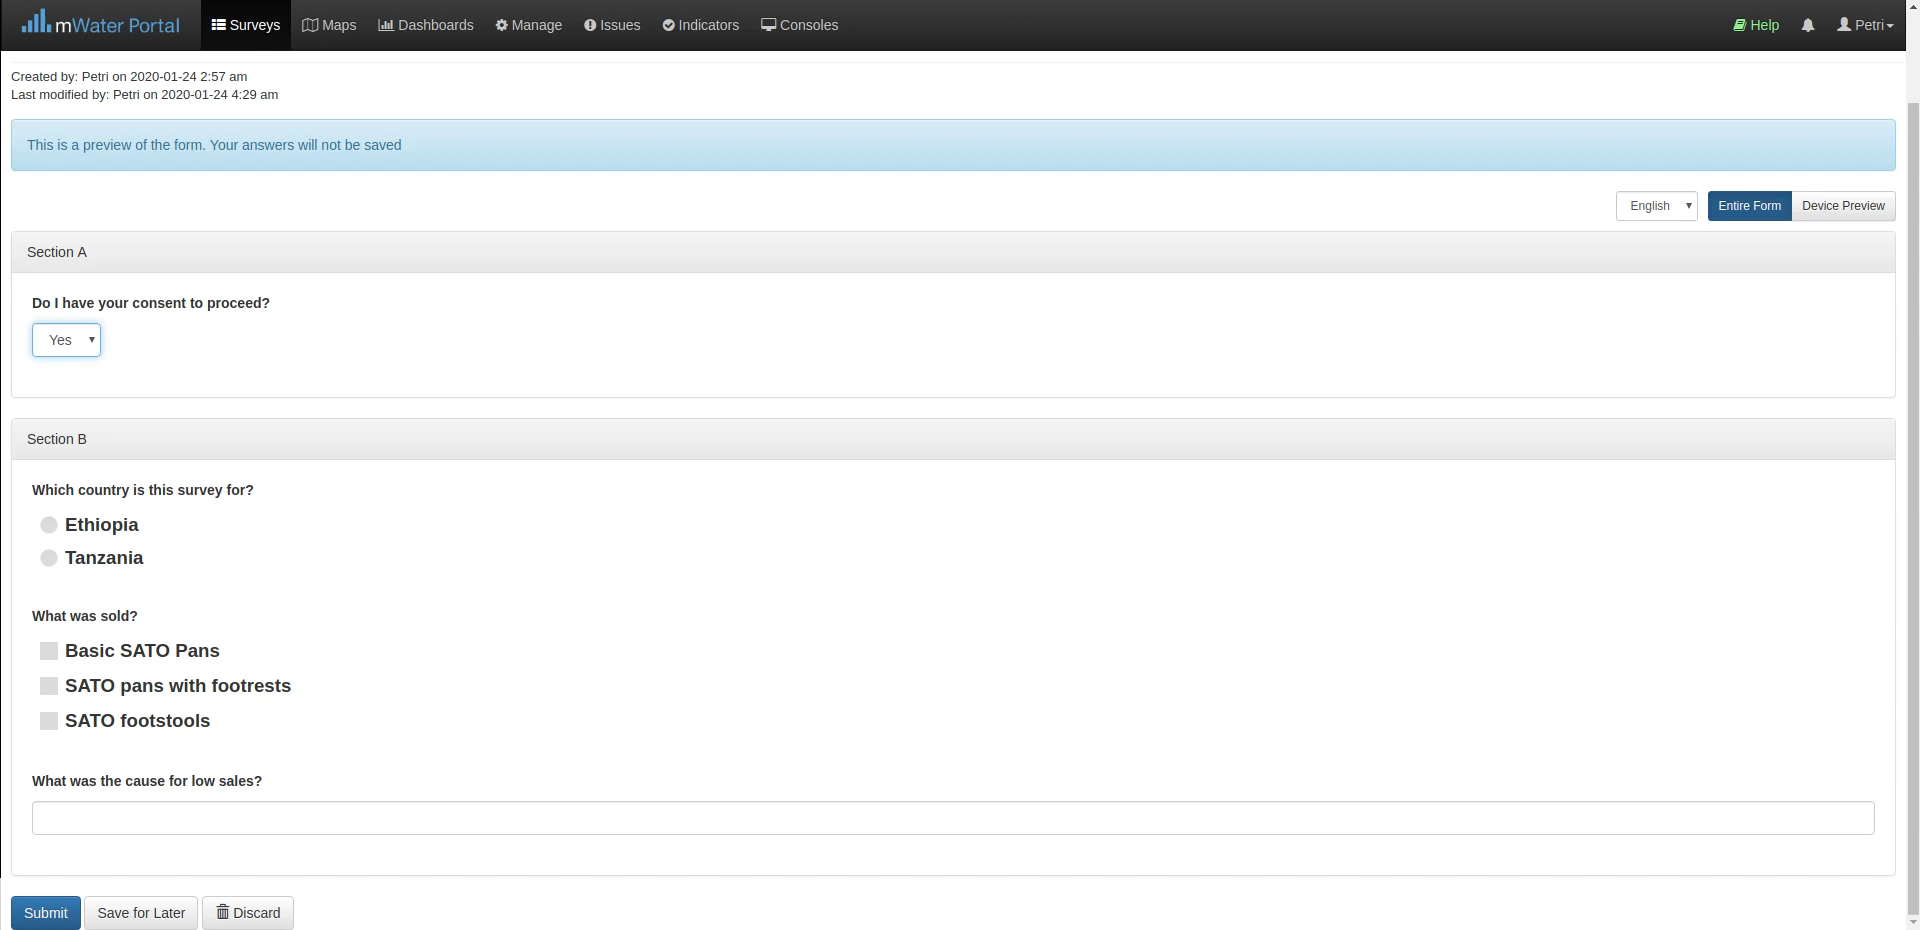 mWater Portal Surveys Maps Dashboards Manage Issues Indicators Consoles Help Petri
Created by: Petri on 2020-01-24 2:57 am
Last modified by: Petri on 2020-01-24 4:29 am
This is a preview of the form. Your answers will not be saved
English Entire Form Device Preview
Section A
Do I have your consent to proceed?
Yes
Section B
Which country is this survey for?
Ethiopia
Tanzania
What was sold?
Basic SATO Pans
SATO pans with footrests
SATO footstools
What was the cause for low sales?
Submit Save for Later Discard